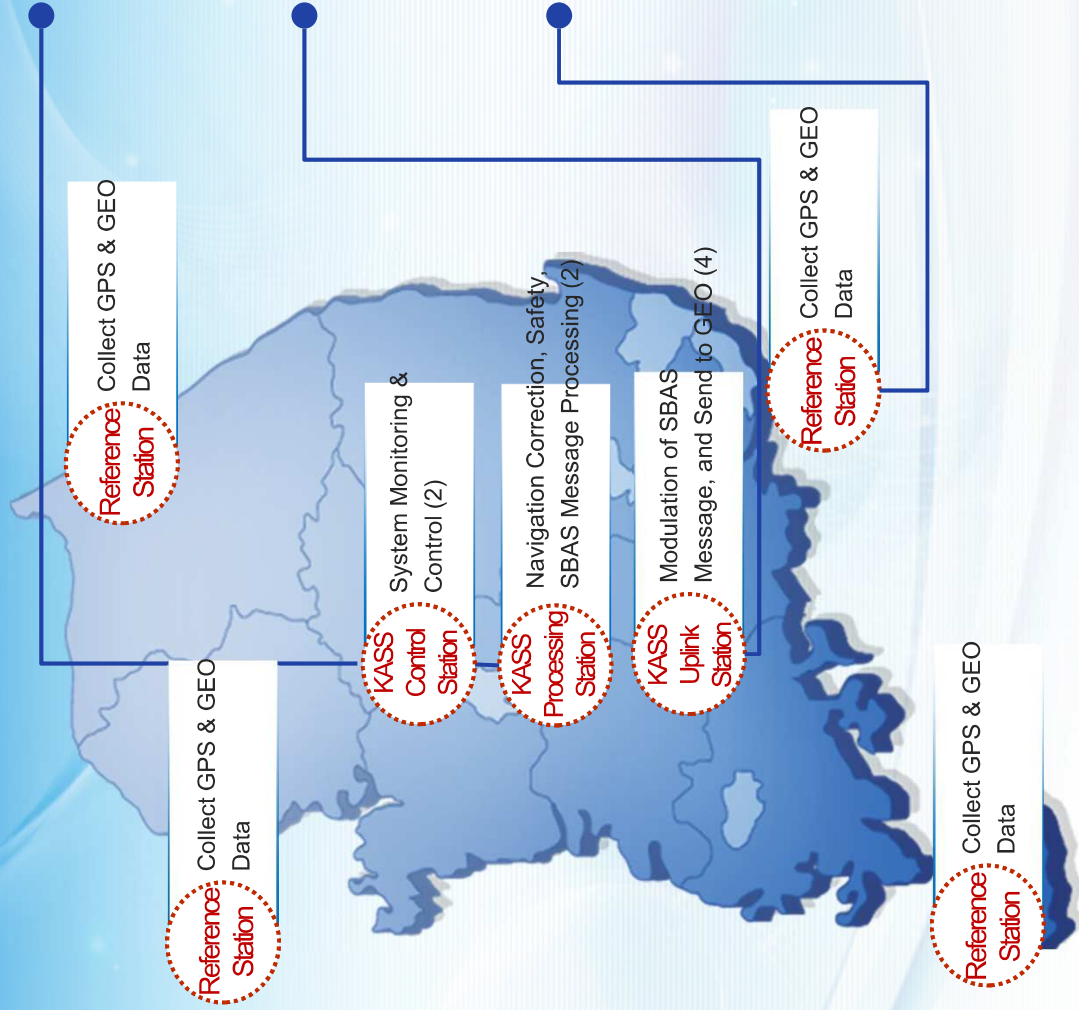 Reference
Station
Collect GPS & GEO
Data
Reference
Station
Collect GPS & GEO
Data
KASS
Control
Station
System Monitoring &
Control (2)
KASS
Processing
Station
Navigation Correction, Safety,
SBAS Message Processing (2)
KASS
Uplink
Station
Modulation of SBAS
Message, and Send to GEO (4)
Reference
Station
Collect GPS & GEO
Data
Reference
Station
Collect GPS & GEO
Data